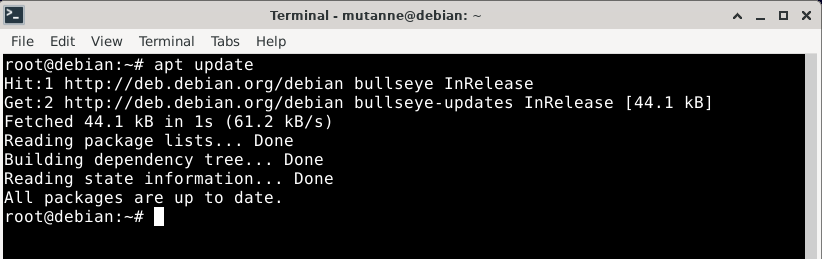 Terminal - mutanne@debian: ~
File Edit View Terminal Tabs Help
root@debian:~# apt update
Hit:1 http://deb.debian.org/debian bullseye InRelease
Get:2 http://deb.debian.org/debian bullseye-updates InRelease [44.1 kB]
Fetched 44.1 kB in 1s (61.2 kB/s)
Reading package lists... Done
Building dependency tree... Done
Reading state information... Done
All packages are up to date.
root@debian:~#